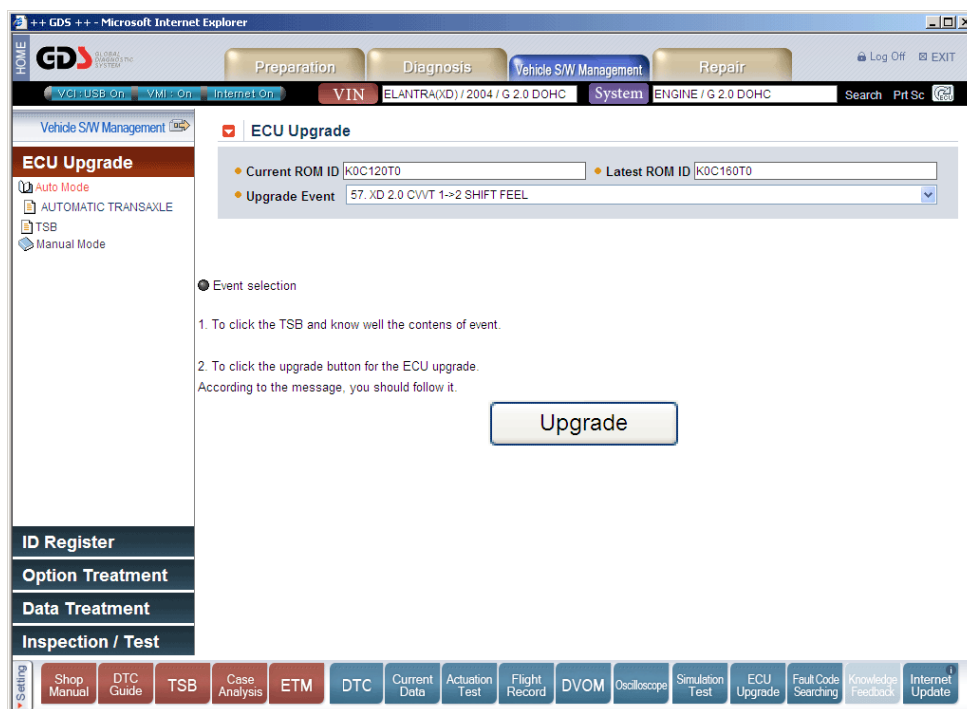 ++ GDS ++ - Microsoft Internet Explorer
HOME
GDS GLOBAL DIAGNOSTIC SYSTEM
Preparation
Diagnosis
Vehicle S/W Management
Repair
Log Off
EXIT
VCI : USB On
VMI : On
Internet On
VIN
ELANTRA(XD) / 2004 / G 2.0 DOHC
System
ENGINE / G 2.0 DOHC
Search
Prt Sc
Vehicle S/W Management
ECU Upgrade
ECU Upgrade
Auto Mode
AUTOMATIC TRANSAXLE
TSB
Manual Mode
Current ROM ID K0C120T0
Latest ROM ID K0C160T0
Upgrade Event 57. XD 2.0 CVVT 1->2 SHIFT FEEL
Event selection
1. To click the TSB and know well the contens of event.
2. To click the upgrade button for the ECU upgrade.
According to the message, you should follow it.
Upgrade
ID Register
Option Treatment
Data Treatment
Inspection / Test
Setting
Shop Manual
DTC Guide
TSB
Case Analysis
ETM
DTC
Current Data
Actuation Test
Flight Record
DVOM
Oscilloscope
Simulation Test
ECU Upgrade
Fault Code Searching
Knowledge Feedback
Internet Update